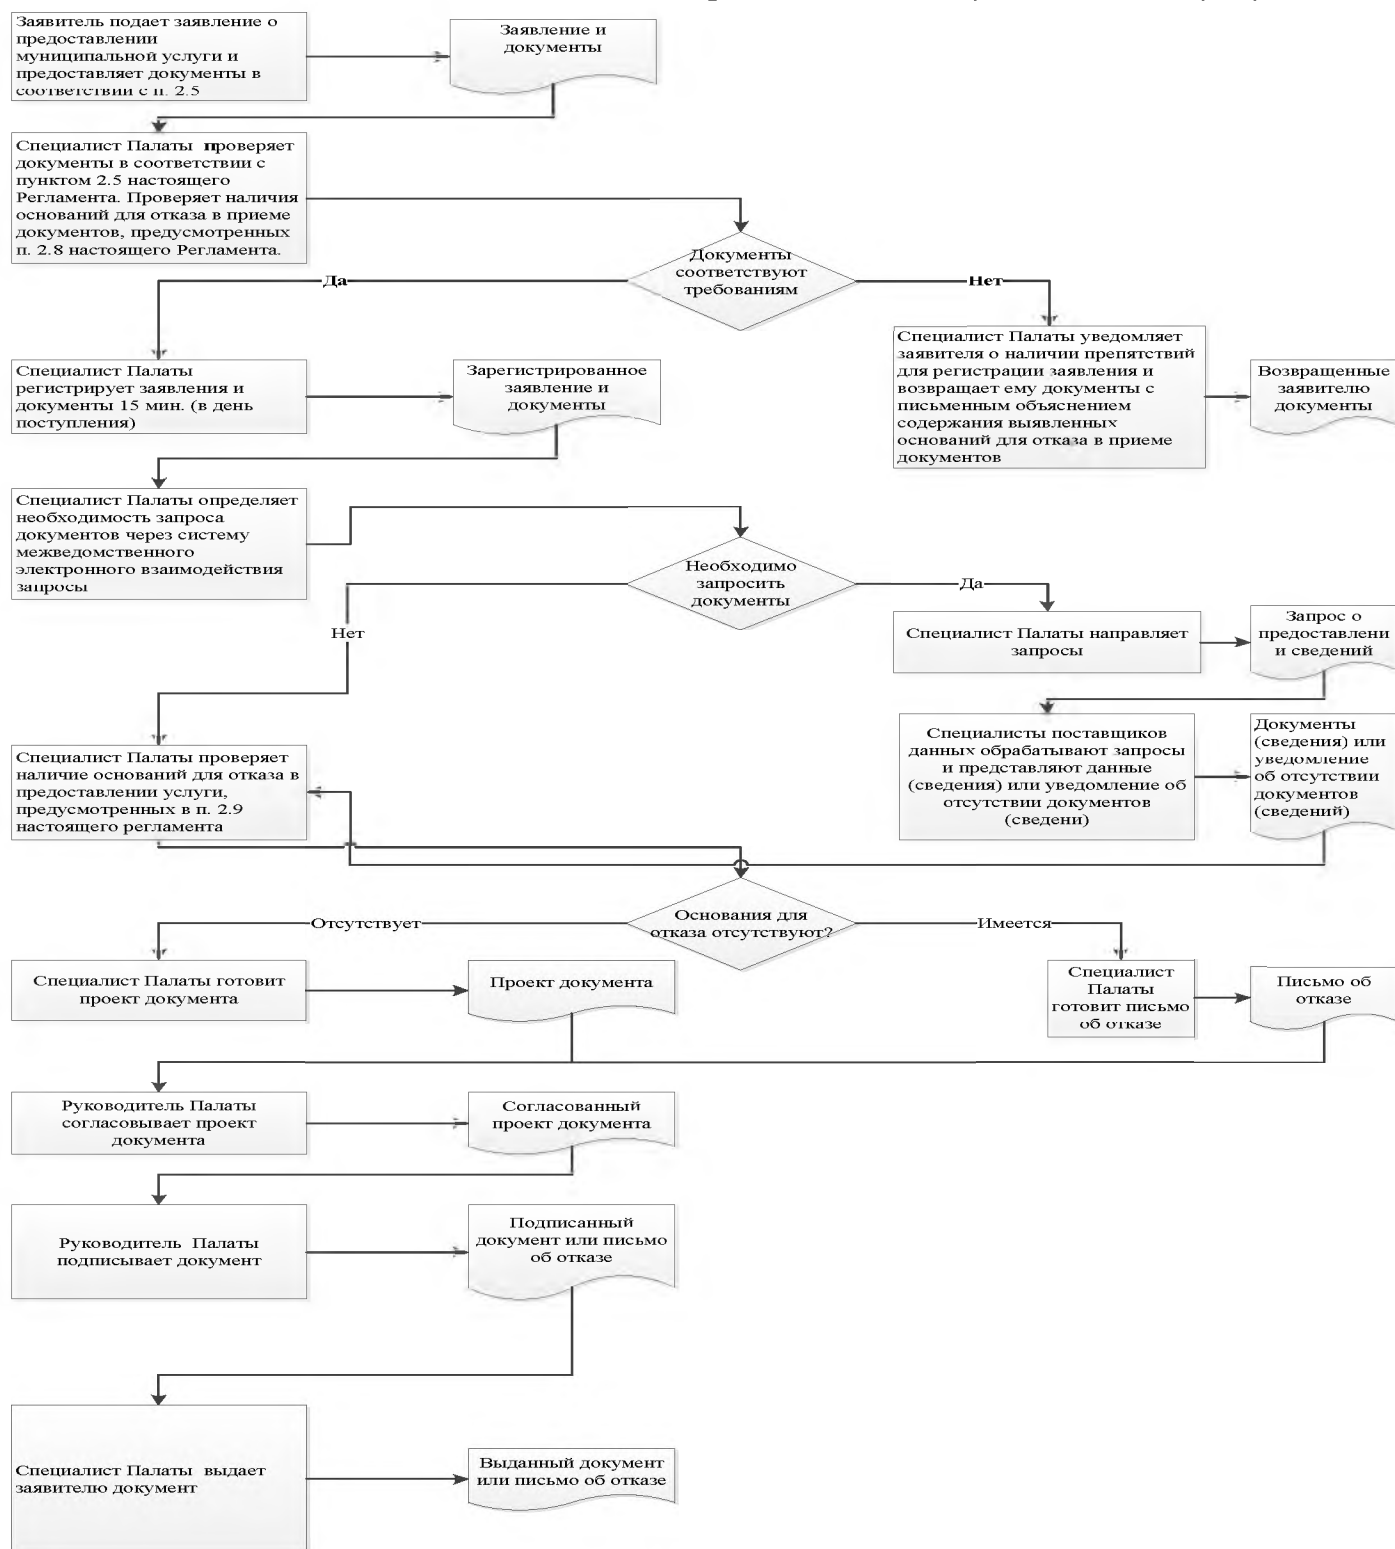 Заявитель подает заявление о
предоставлении
муниципальной услуги и
предоставляет документы в
соответствии с п. 2.5
Заявление и
документы
Специалист Палаты проверяет
документы в соответствии с
пунктом 2.5 настоящего
Регламента. Проверяет наличия
оснований для отказа в приеме
документов, предусмотренных
п. 2.8 настоящего Регламента.
Документы
соответствуют
требованиям
Да
Нет
Специалист Палаты
регистрирует заявления и
документы 15 мин. (в день
поступления)
Зарегистрированное
заявление и
документы
Специалист Палаты уведомляет
заявителя о наличии препятствий
для регистрации заявления и
возвращает ему документы с
письменным объяснением
содержания выявленных
оснований для отказа в приеме
документов
Возвращенные
заявителю
документы
Специалист Палаты определяет
необходимость запроса
документов через систему
межведомственного
электронного взаимодействия
запросы
Необходимо
запросить
документы
Да
Нет
Специалист Палаты направляет
запросы
Запрос о
предоставлени
и сведений
Специалисты поставщиков
данных обрабатывают запросы
и представляют данные
(сведения) или уведомление об
отсутствии документов
(сведени)
Документы
(сведения) или
уведомление
об отсутствии
документов
(сведений)
Специалист Палаты проверяет
наличие оснований для отказа в
предоставлении услуги,
предусмотренных в п. 2.9
настоящего регламента
Основания для
отказа отсутствуют?
Отсутствует
Имеется
Специалист Палаты готовит
проект документа
Проект документа
Специалист
Палаты
готовит письмо
об отказе
Письмо об
отказе
Руководитель Палаты
согласовывает проект
документа
Согласованный
проект документа
Руководитель Палаты
подписывает документ
Подписанный
документ или письмо
об отказе
Специалист Палаты выдает
заявителю документ
Выданный документ
или письмо об отказе